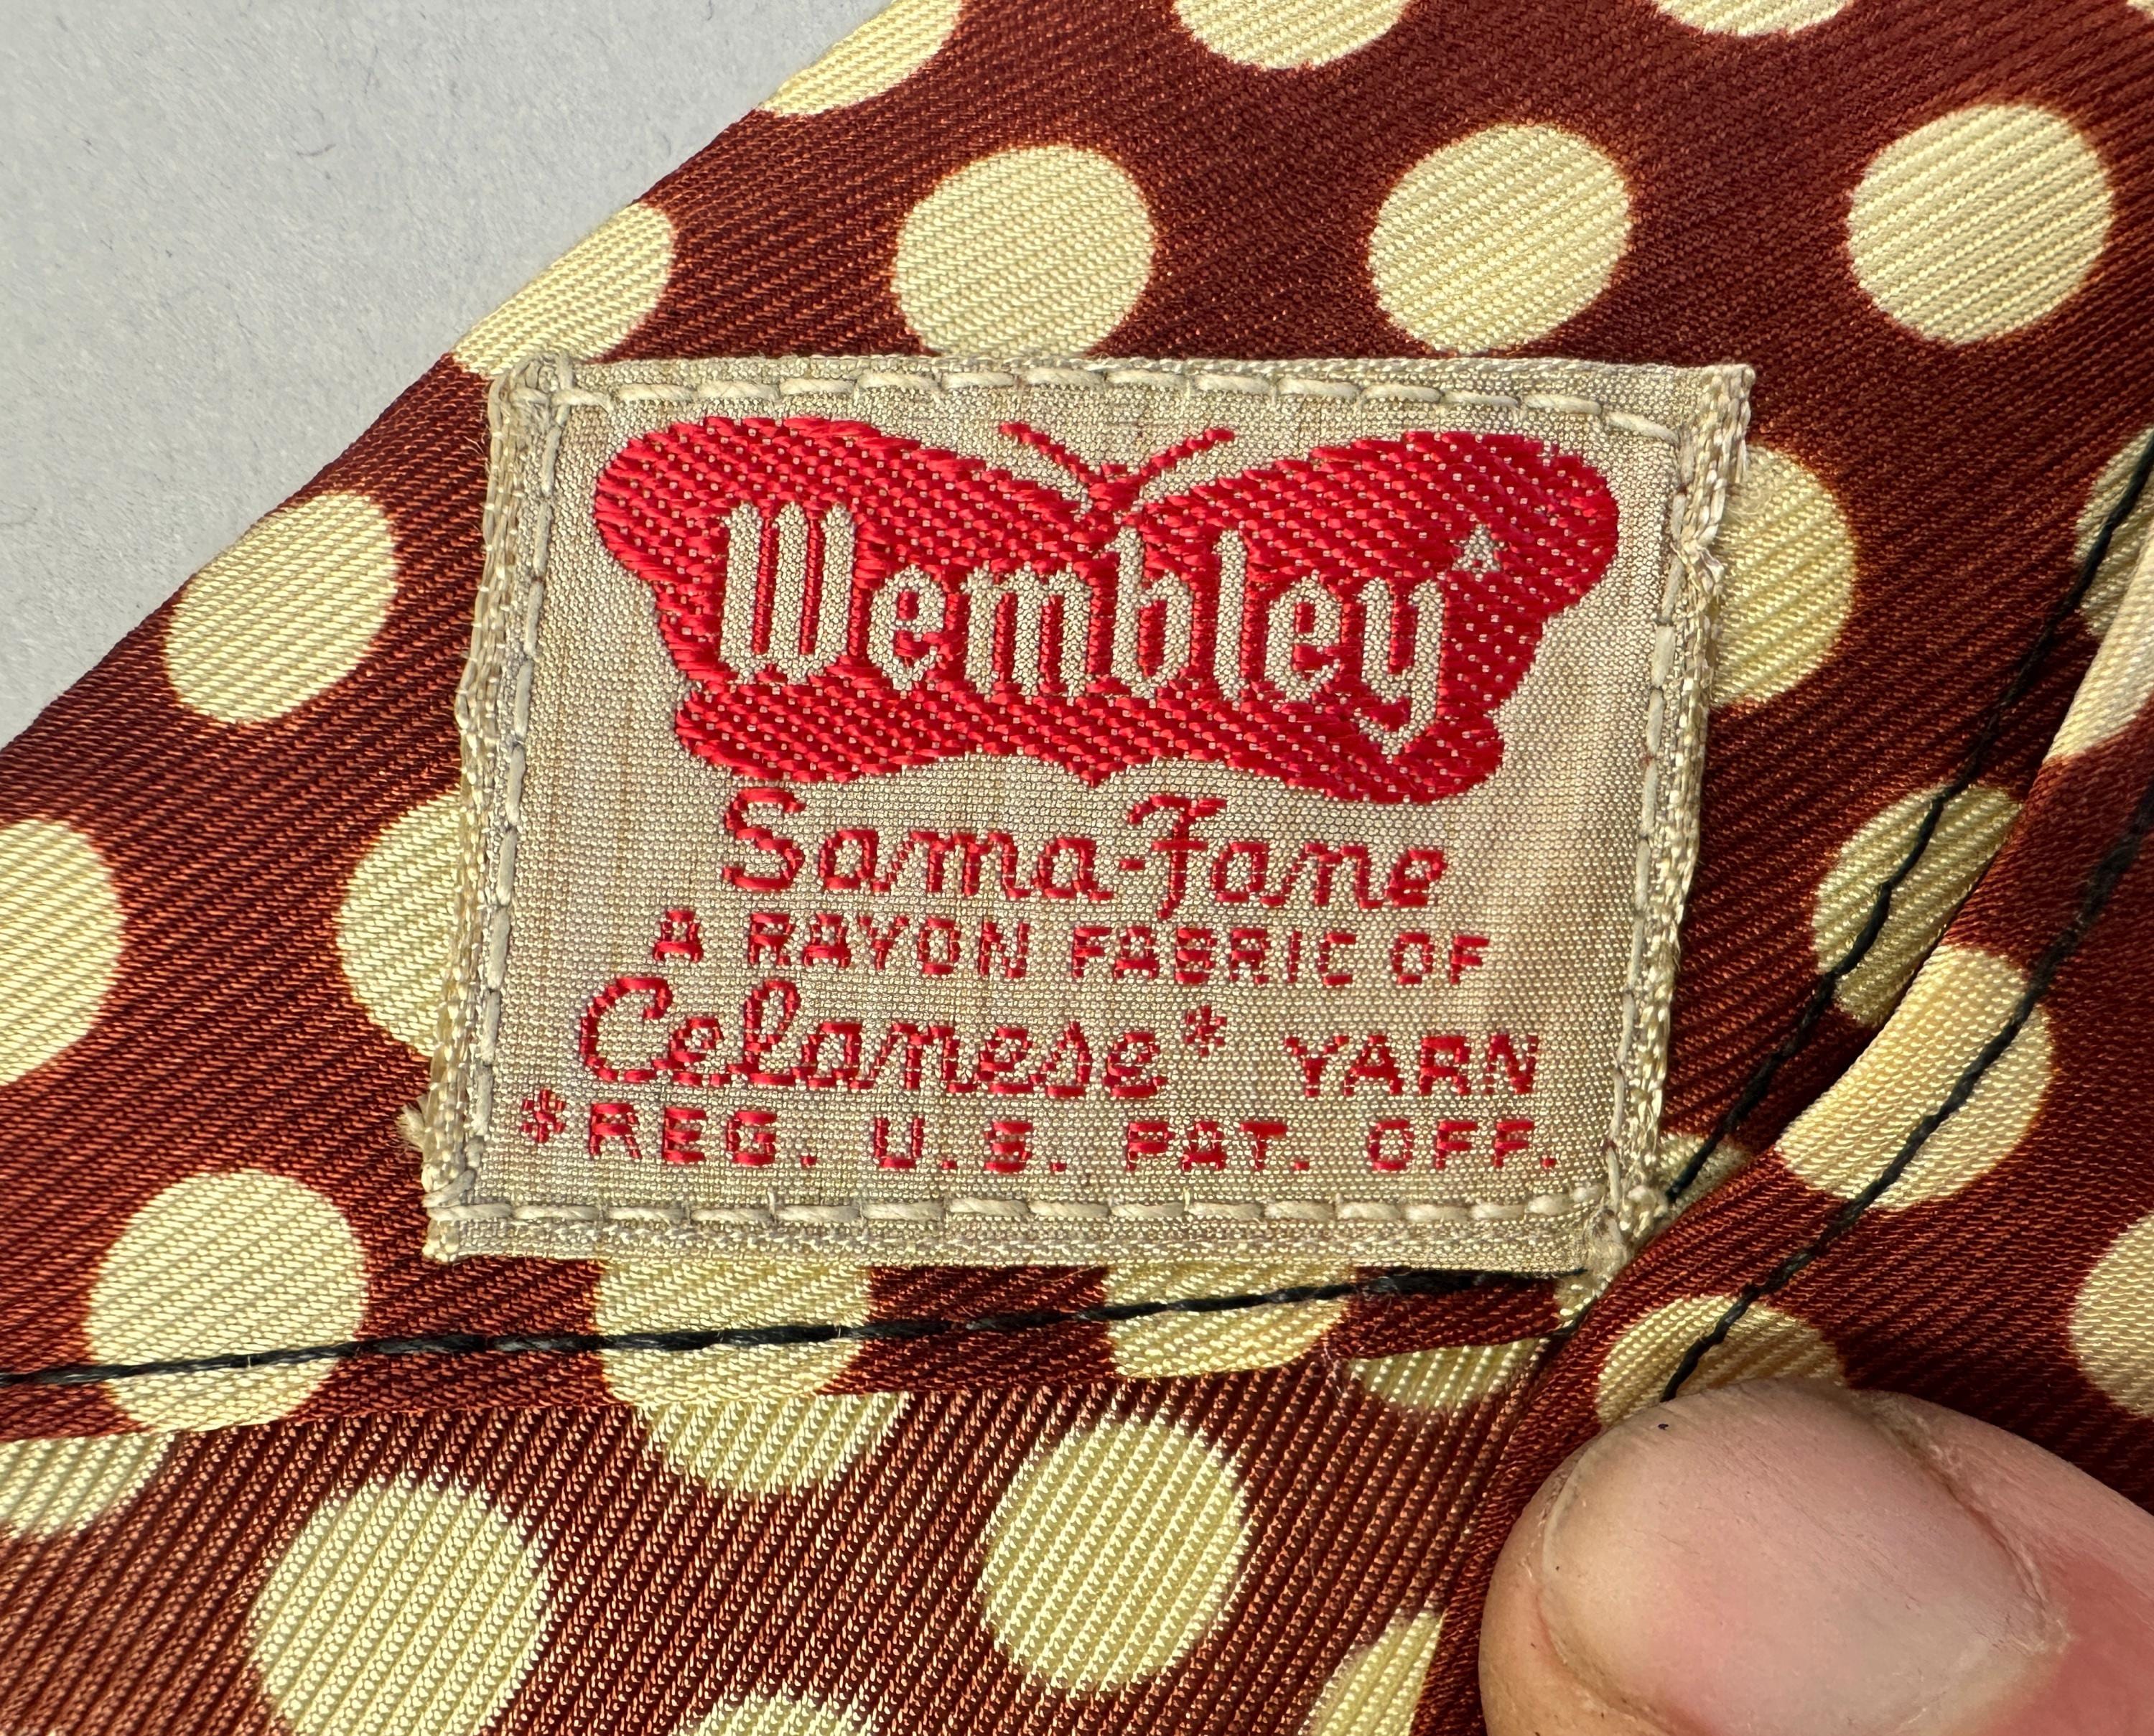 Wembley*
Sama-Fane
A RAYON FABRIC OF
Celanese* YARN
*REG. U.S. PAT. OFF.